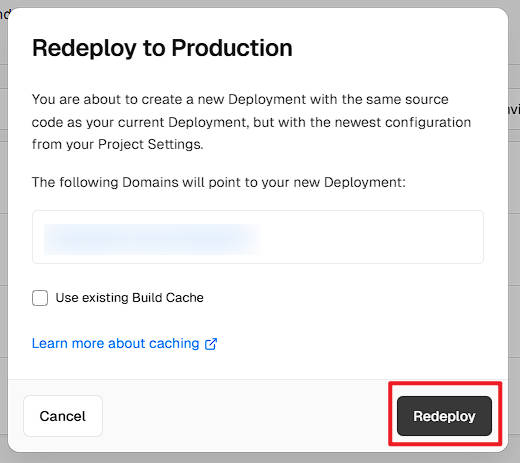 Redeploy to Production
You are about to create a new Deployment with the same source
code as your current Deployment, but with the newest configuration
from your Project Settings.
The following Domains will point to your new Deployment:
Use existing Build Cache
Learn more about caching
Cancel
Redeploy